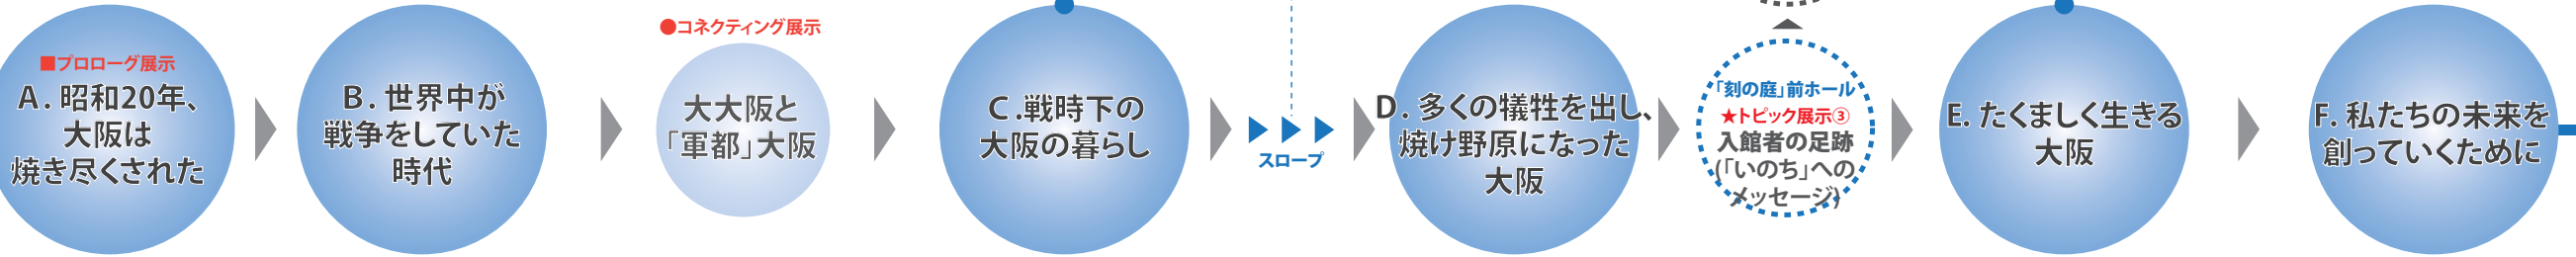 ■プロローグ展示
A. 昭和20年、
大阪は
焼き尽くされた
B. 世界中が
戦争をしていた
時代
●コネクティング展示
大大阪と
「軍都」大阪
C.戦時下の
大阪の暮らし
スロープ
D. 多くの犠牲を出し、
焼け野原になった
大阪
「刻の庭」前ホール
★トピック展示③
入館者の足跡
(「いのち」への
メッセージ)
E. たくましく生きる
大阪
F. 私たちの未来を
創っていくために